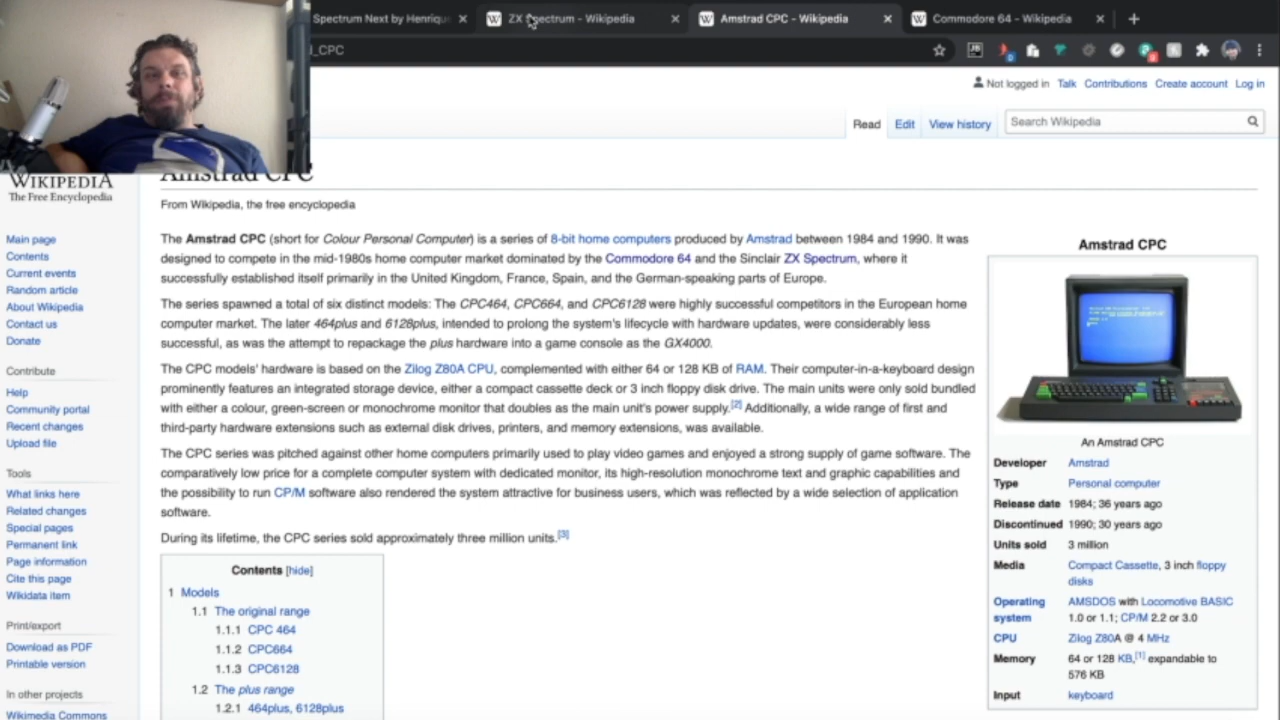 Spectrum Next by Henriqu
ZX Spectrum - Wikipedia
Amstrad CPC - Wikipedia
Commodore 64 - Wikipedia
_CPC
Not logged in Talk Contributions Create account Log in
Read Edit View history
Search Wikipedia
WIKIPEDIA
The Free Encyclopedia
Main page
Contents
Current events
Random article
About Wikipedia
Contact us
Donate
Contribute
Help
Community portal
Recent changes
Upload file
Tools
What links here
Related changes
Special pages
Permanent link
Page information
Cite this page
Wikidata item
Print/export
Download as PDF
Printable version
In other projects
Wikimedia Commons
Amstrad CPC
From Wikipedia, the free encyclopedia
The Amstrad CPC (short for Colour Personal Computer) is a series of 8-bit home computers produced by Amstrad between 1984 and 1990. It was
designed to compete in the mid-1980s home computer market dominated by the Commodore 64 and the Sinclair ZX Spectrum, where it
successfully established itself primarily in the United Kingdom, France, Spain, and the German-speaking parts of Europe.
The series spawned a total of six distinct models: The CPC464, CPC664, and CPC6128 were highly successful competitors in the European home
computer market. The later 464plus and 6128plus, intended to prolong the system's lifecycle with hardware updates, were considerably less
successful, as was the attempt to repackage the plus hardware into a game console as the GX4000.
The CPC models' hardware is based on the Zilog Z80A CPU, complemented with either 64 or 128 KB of RAM. Their computer-in-a-keyboard design
prominently features an integrated storage device, either a compact cassette deck or 3 inch floppy disk drive. The main units were only sold bundled
with either a colour, green-screen or monochrome monitor that doubles as the main unit's power supply.[2] Additionally, a wide range of first and
third-party hardware extensions such as external disk drives, printers, and memory extensions, was available.
The CPC series was pitched against other home computers primarily used to play video games and enjoyed a strong supply of game software. The
comparatively low price for a complete computer system with dedicated monitor, its high-resolution monochrome text and graphic capabilities and
the possibility to run CP/M software also rendered the system attractive for business users, which was reflected by a wide selection of application
software.
During its lifetime, the CPC series sold approximately three million units.[3]
Contents [hide]
1 Models
1.1 The original range
1.1.1 CPC 464
1.1.2 CPC664
1.1.3 CPC6128
1.2 The plus range
1.2.1 464plus, 6128plus
Amstrad CPC
An Amstrad CPC
Developer Amstrad
Type Personal computer
Release date 1984; 36 years ago
Discontinued 1990; 30 years ago
Units sold 3 million
Media Compact Cassette, 3 inch floppy
disks
Operating AMSDOS with Locomotive BASIC
system 1.0 or 1.1; CP/M 2.2 or 3.0
CPU Zilog Z80A @ 4 MHz
Memory 64 or 128 KB,[1] expandable to
576 KB
Input keyboard